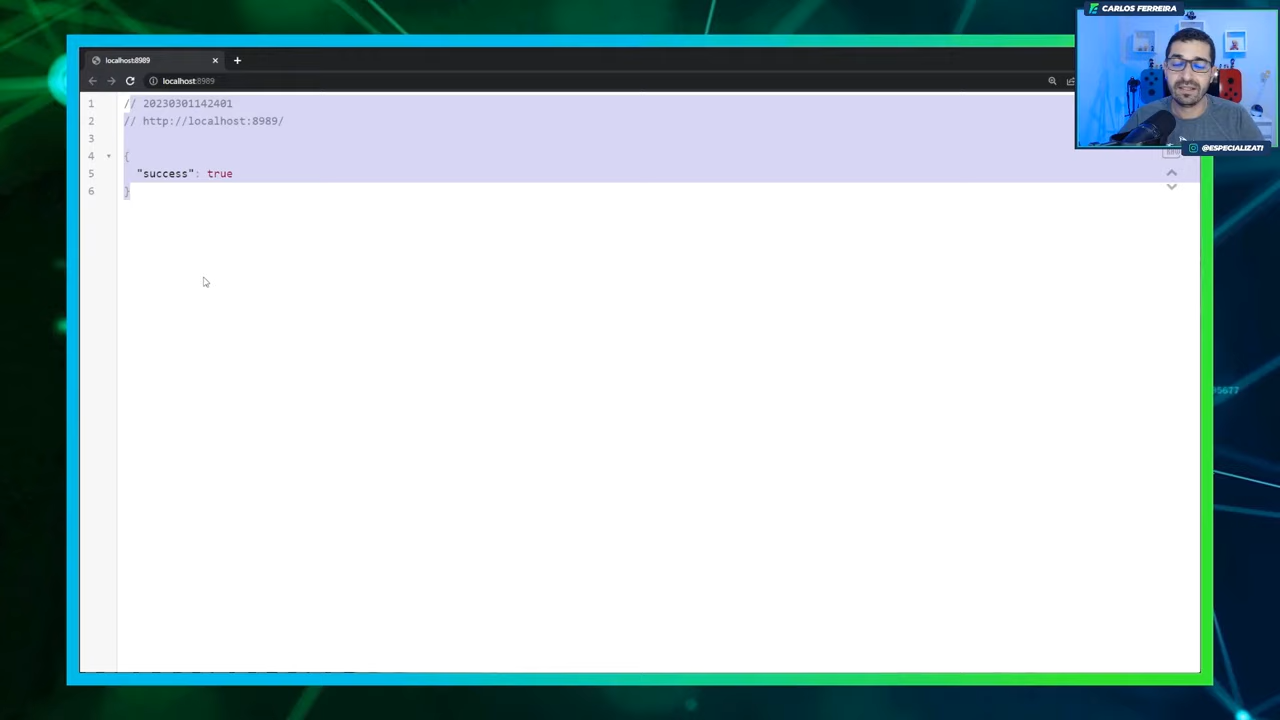 CARLOS FERREIRA
localhost:8989
localhost:8989
1 // 20230301142401
2 // http://localhost:8989/
3
4 {
5 "success": true
6 }
@ESPECIALIZATI